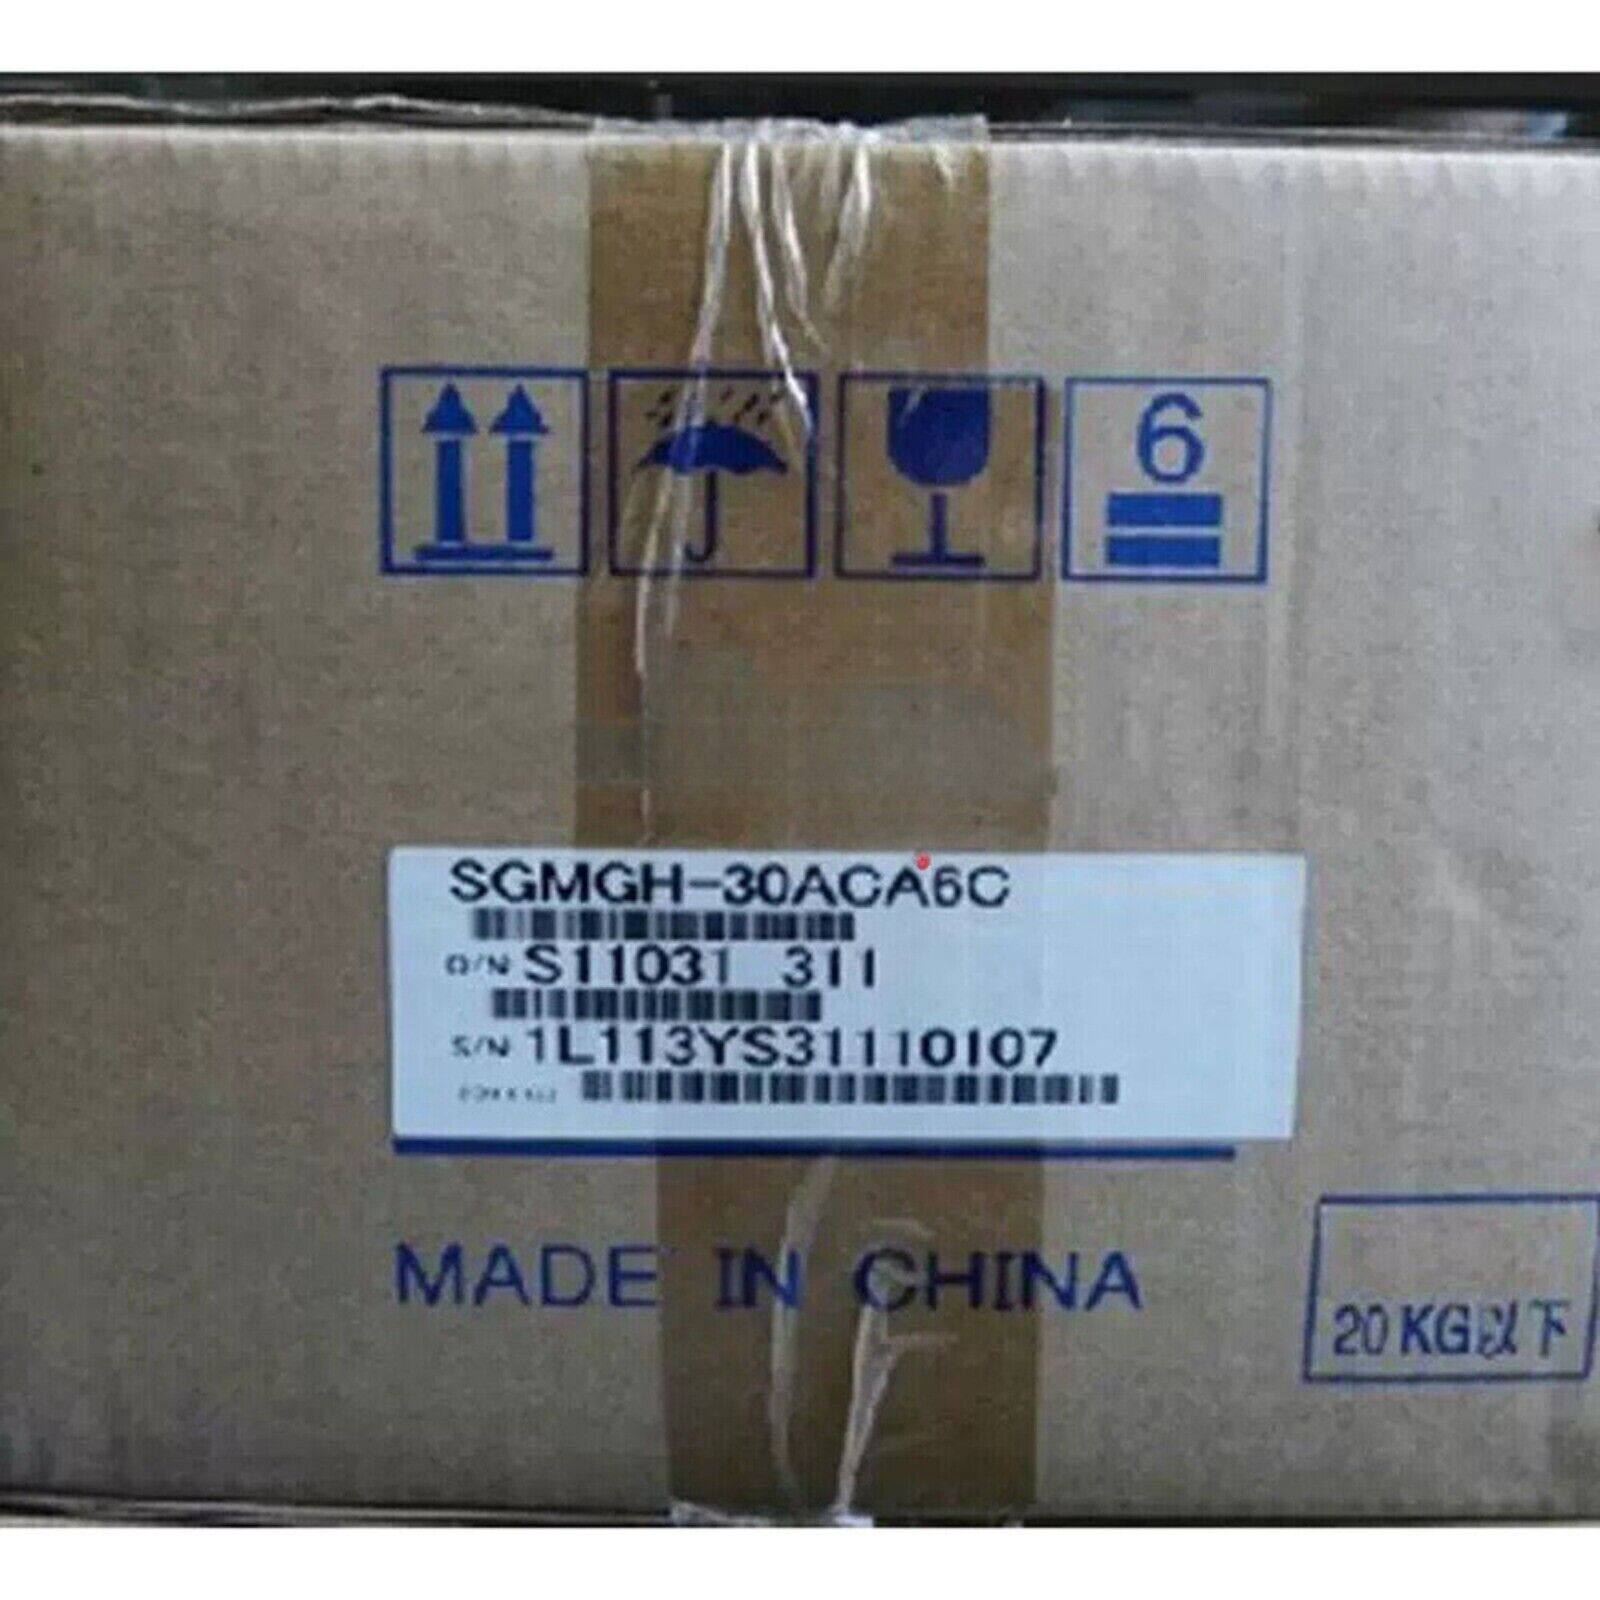 6
SGMGH-30ACA6C
O/N S11031 311
S/N 1L113YS31110107
MADE IN CHINA
20KG以下